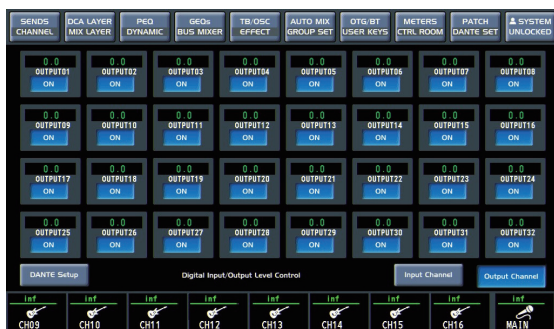 SENDS DCA LAYER PEQ GEQs TB/OSC AUTO MIX OTG/BT METERS PATCH SYSTEM
CHANNEL MIX LAYER DYNAMIC BUS MIXER EFFECT GROUP SET USER KEYS CTRL ROOM DANTE SET UNLOCKED
0.0 0.0 0.0 0.0 0.0 0.0 0.0 0.0
OUTPUT01 OUTPUT02 OUTPUT03 OUTPUT04 OUTPUT05 OUTPUT06 OUTPUT07 OUTPUT08
ON ON ON ON ON ON ON ON
0.0 0.0 0.0 0.0 0.0 0.0 0.0 0.0
OUTPUT09 OUTPUT10 OUTPUT11 OUTPUT12 OUTPUT13 OUTPUT14 OUTPUT15 OUTPUT16
ON ON ON ON ON ON ON ON
0.0 0.0 0.0 0.0 0.0 0.0 0.0 0.0
OUTPUT17 OUTPUT18 OUTPUT19 OUTPUT20 OUTPUT21 OUTPUT22 OUTPUT23 OUTPUT24
ON ON ON ON ON ON ON ON
0.0 0.0 0.0 0.0 0.0 0.0 0.0 0.0
OUTPUT25 OUTPUT26 OUTPUT27 OUTPUT28 OUTPUT29 OUTPUT30 OUTPUT31 OUTPUT32
ON ON ON ON ON ON ON ON
DANTE Setup Digital Input/Output Level Control Input Channel Output Channel
inf inf inf inf inf inf inf inf inf
CH09 CH10 CH11 CH12 CH13 CH14 CH15 CH16 MAIN